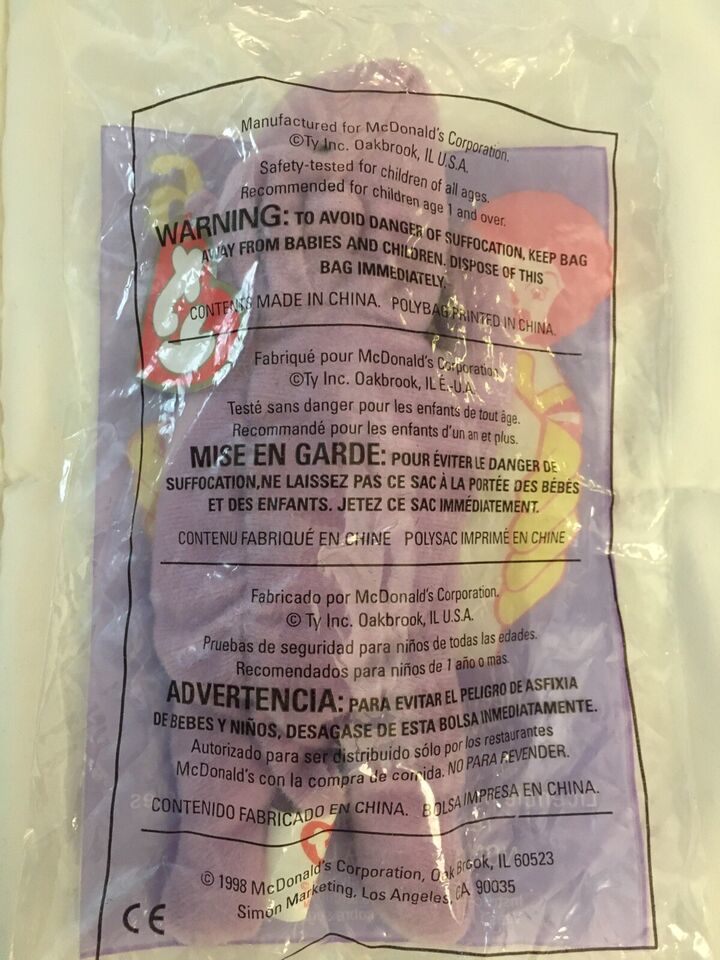 Manufactured for McDonald's Corporation.
©Ty Inc. Oakbrook, IL U.S.A.
Safety-tested for children of all ages.
Recommended for children age 1 and over.
WARNING: TO AVOID DANGER OF SUFFOCATION, KEEP BAG
AWAY FROM BABIES AND CHILDREN. DISPOSE OF THIS
BAG IMMEDIATELY.
CONTENTS MADE IN CHINA. POLYBAG PRINTED IN CHINA.
Fabriqué pour McDonald's Corporation
©Ty Inc. Oakbrook, IL É.-U.A.
Testé sans danger pour les enfants de tout âge.
Recommandé pour les enfants d'un an et plus.
MISE EN GARDE: POUR ÉVITER LE DANGER DE
SUFFOCATION,NE LAISSEZ PAS CE SAC À LA PORTÉE DES BÉBÉS
ET DES ENFANTS. JETEZ CE SAC IMMÉDIATEMENT.
CONTENU FABRIQUÉ EN CHINE POLYSAC IMPRIMÉ EN CHINE
Fabricado por McDonald's Corporation.
© Ty Inc. Oakbrook, IL U.S.A.
Pruebas de seguridad para niños de todas las edades.
Recomendados para niños de 1 año o mas.
ADVERTENCIA: PARA EVITAR EL PELIGRO DE ASFIXIA
DE BEBES Y NIÑOS, DESAGASE DE ESTA BOLSA INMEDIATAMENTE.
Autorizado para ser distribuido sólo por los restaurantes
McDonald's con la compra de comida. NO PARA REVENDER.
CONTENIDO FABRICADO EN CHINA. BOLSA IMPRESA EN CHINA.
© 1998 McDonald's Corporation, Oak Brook, IL 60523
Simon Marketing, Los Angeles, CA 90035
CE